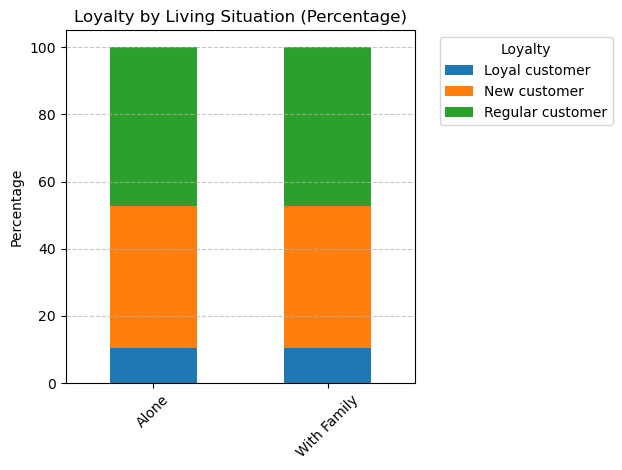 Loyalty by Living Situation (Percentage)
Loyalty
Loyal customer
New customer
Regular customer
Percentage
100
80
60
40
20
0
Alone
With Family